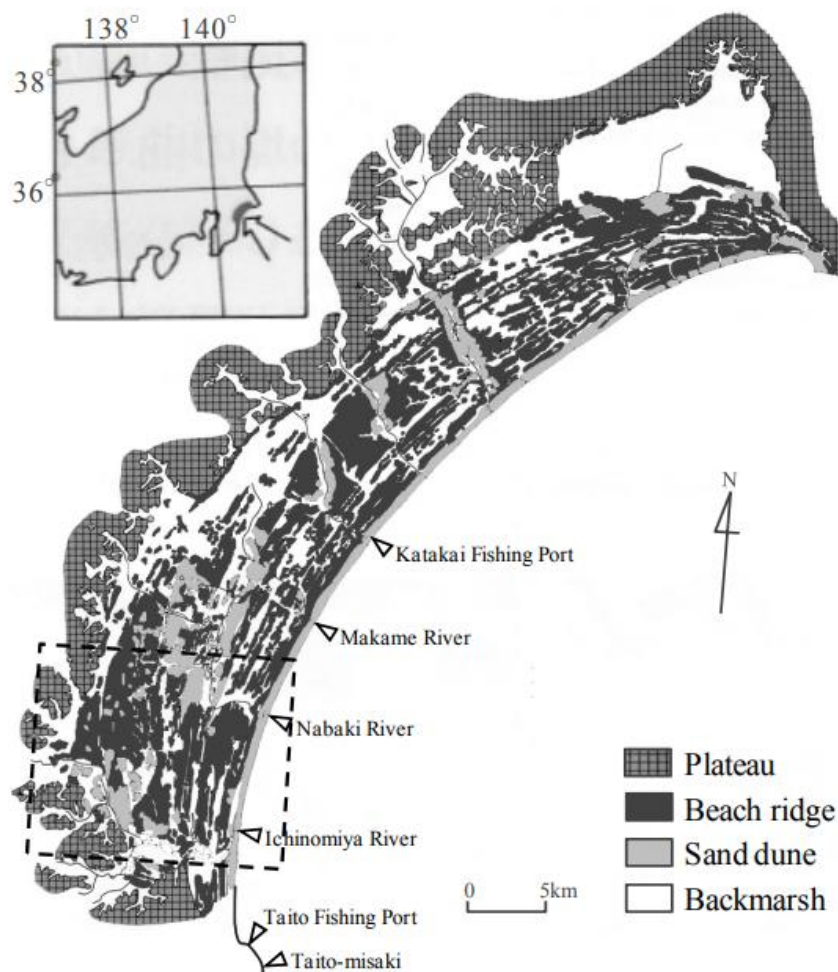 138° 140°
38°
36°
N
Katakai Fishing Port
Makame River
Nabaki River
Ichinomiya River
Taito Fishing Port
Taito-misaki
0 5km
Plateau
Beach ridge
Sand dune
Backmarsh